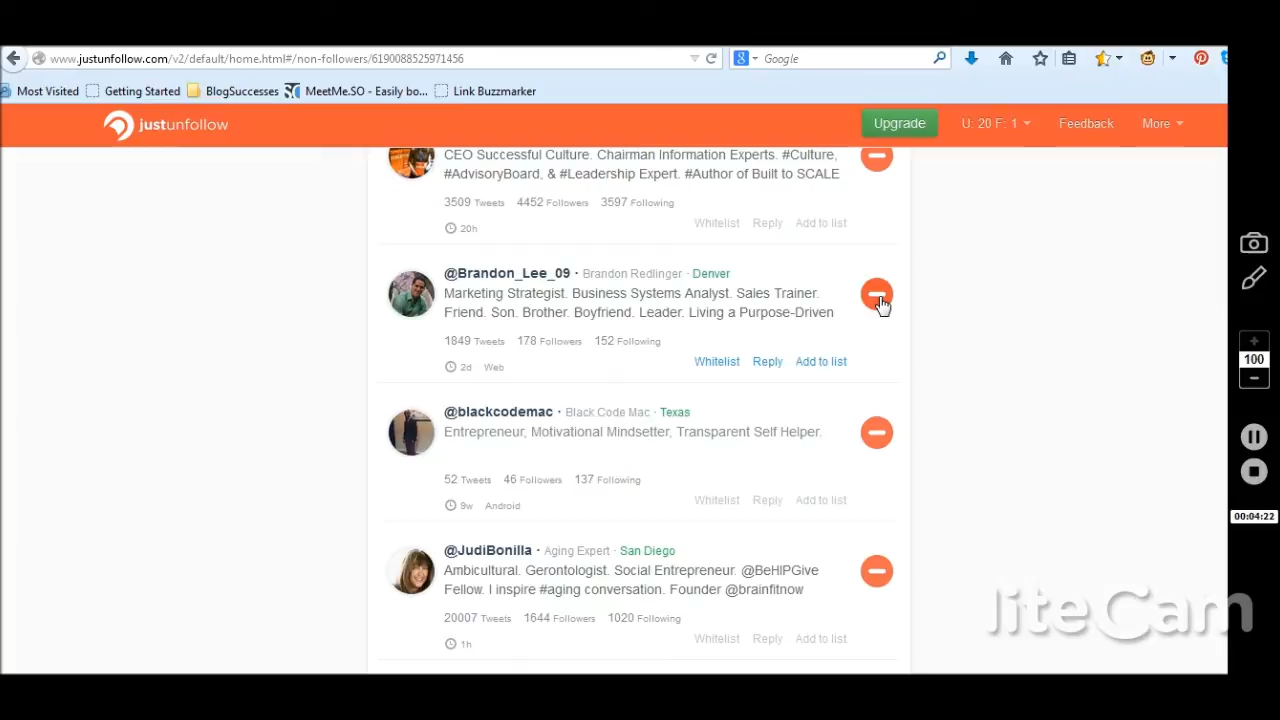 www.justunfollow.com/v2/default/home.html#/non-followers/6190088525971456
Google
Most Visited Getting Started BlogSuccesses MeetMe.SO - Easily bo... Link Buzzmarker
justunfollow Upgrade U: 20 F: 1 Feedback More
CEO Successful Culture. Chairman Information Experts. #Culture,
#AdvisoryBoard, & #Leadership Expert. #Author of Built to SCALE
3509 Tweets 4452 Followers 3597 Following
Whitelist Reply Add to list
20h
@Brandon_Lee_09 · Brandon Redlinger · Denver
Marketing Strategist. Business Systems Analyst. Sales Trainer.
Friend. Son. Brother. Boyfriend. Leader. Living a Purpose-Driven
1849 Tweets 178 Followers 152 Following
Whitelist Reply Add to list
2d Web
100
@blackcodemac · Black Code Mac · Texas
Entrepreneur, Motivational Mindsetter, Transparent Self Helper.
52 Tweets 46 Followers 137 Following
Whitelist Reply Add to list
9w Android
00:04:22
@JudiBonilla · Aging Expert · San Diego
Ambicultural. Gerontologist. Social Entrepreneur. @BeHIPGive
Fellow. I inspire #aging conversation. Founder @brainfitnow
20007 Tweets 1644 Followers 1020 Following
Whitelist Reply Add to list
1h
liteCam